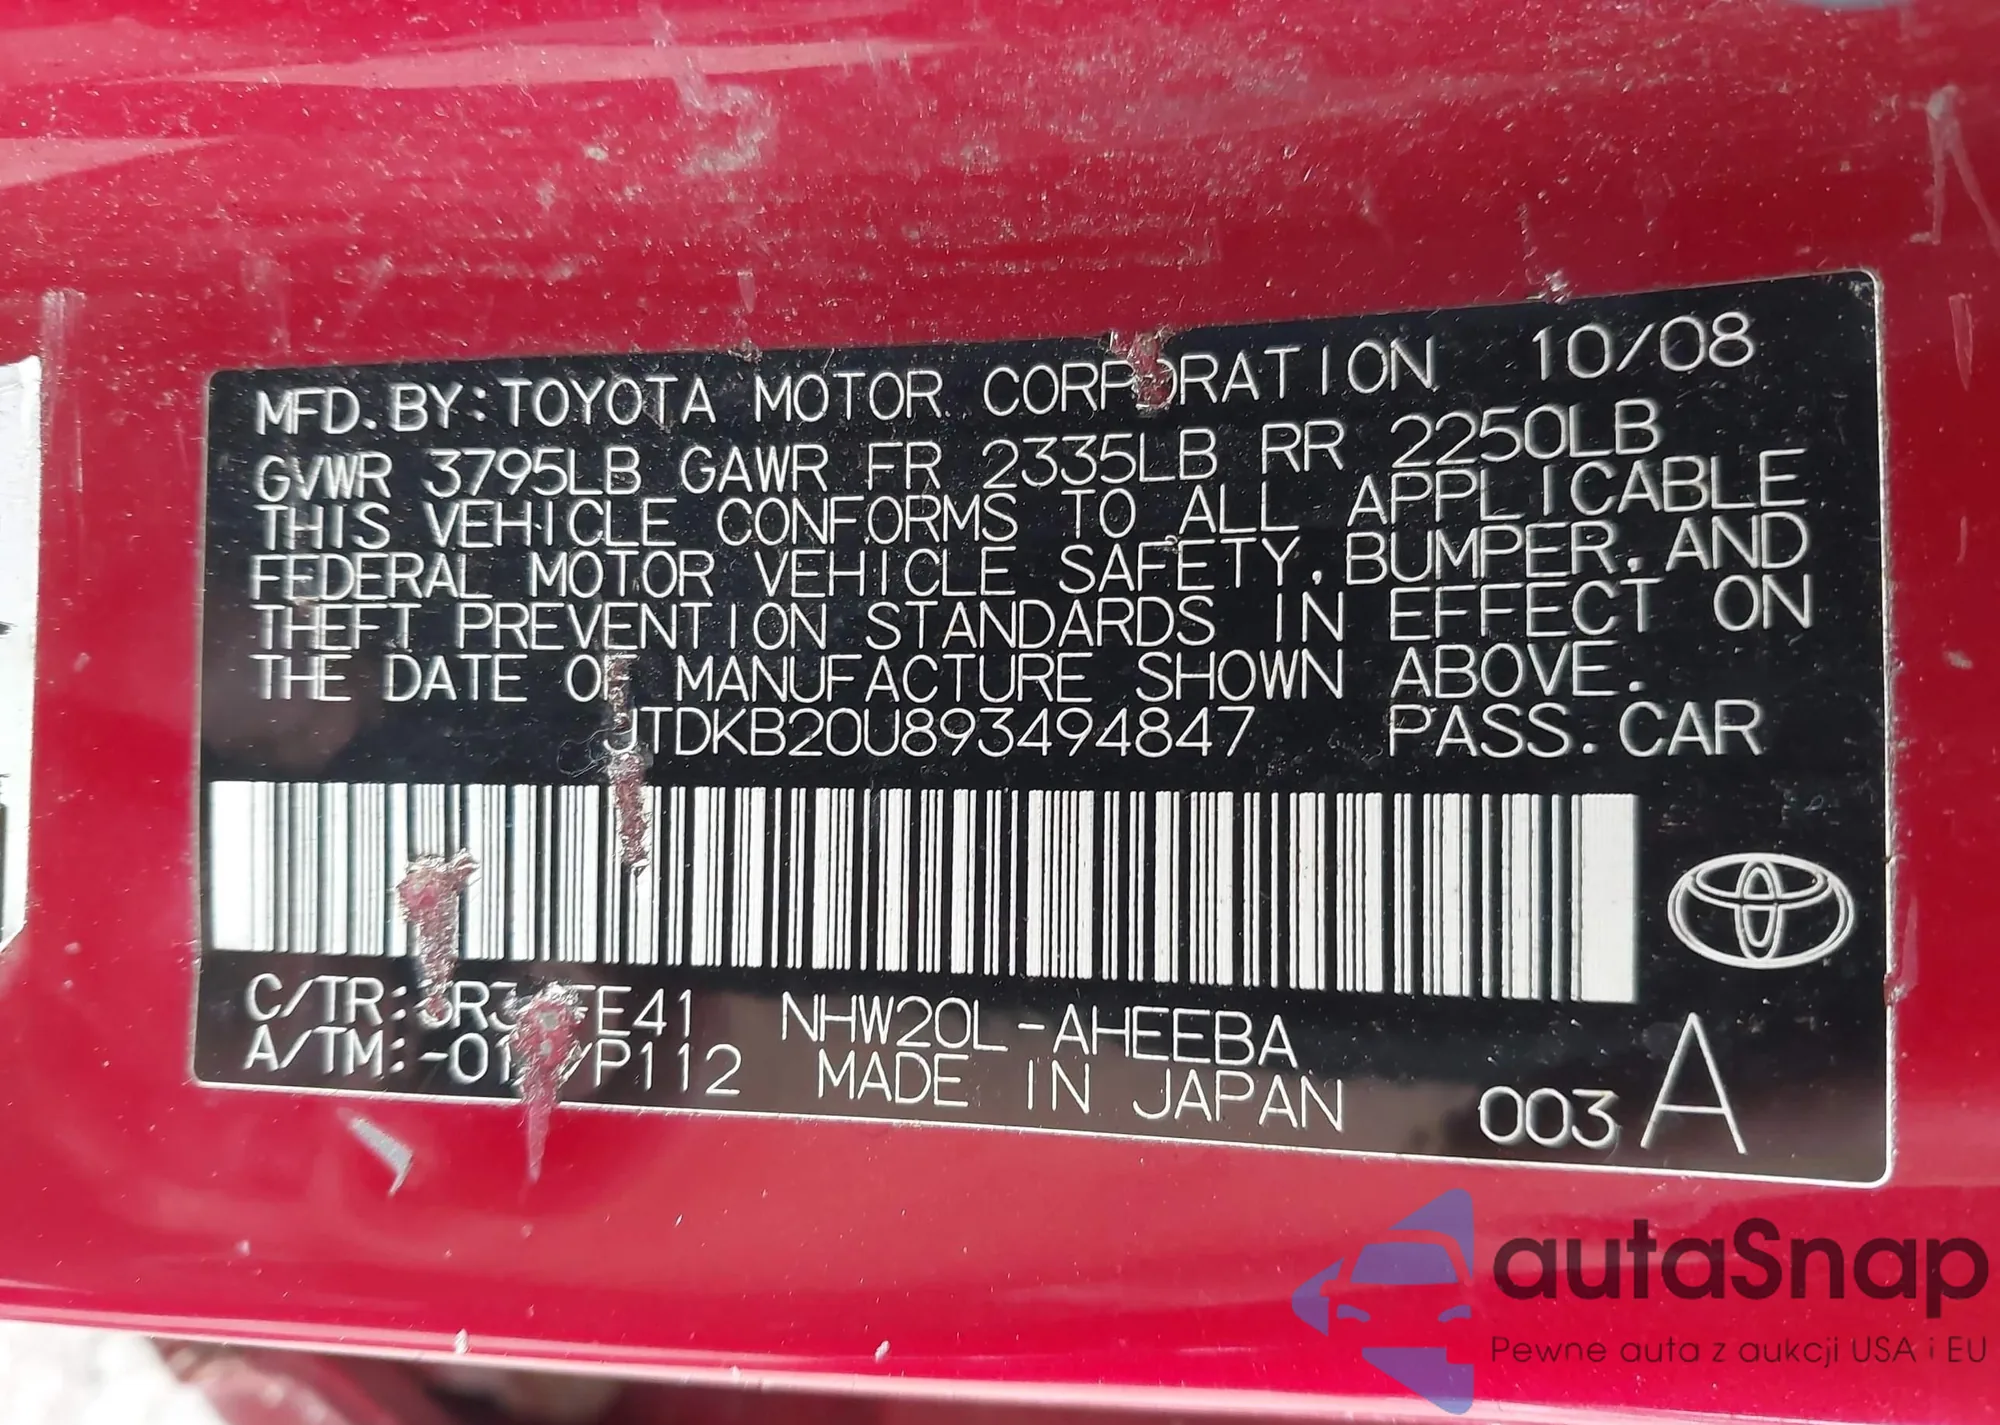 MFD. BY: TOYOTA MOTOR CORPORATION 10/08
GVWR 3795LB GAWR FR 2335LB RR 2250LB
THIS VEHICLE CONFORMS TO ALL APPLICABLE
FEDERAL MOTOR VEHICLE SAFETY, BUMPER, AND
THEFT PREVENTION STANDARDS IN EFFECT ON
THE DATE OF MANUFACTURE SHOWN ABOVE.
JTDKB20U893494847 PASS. CAR
C/TR: NHW20L-AHEEBA
A/TM: MADE IN JAPAN 003 A
autaSnap
Pewne auta z aukcji USA i EU